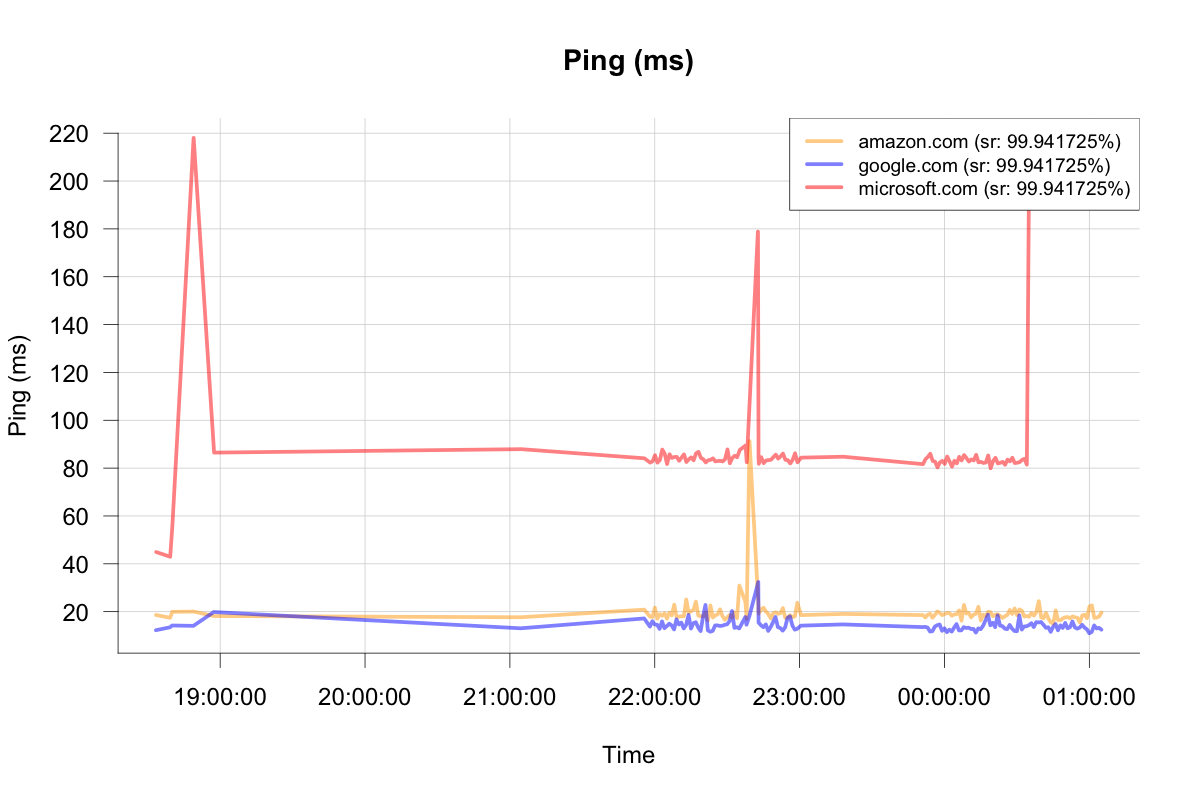 Ping (ms)
220
200
180
160
140
120
100
80
60
40
20
Ping (ms)
amazon.com (sr: 99.941725%)
google.com (sr: 99.941725%)
microsoft.com (sr: 99.941725%)
19:00:00 20:00:00 21:00:00 22:00:00 23:00:00 00:00:00 01:00:00
Time